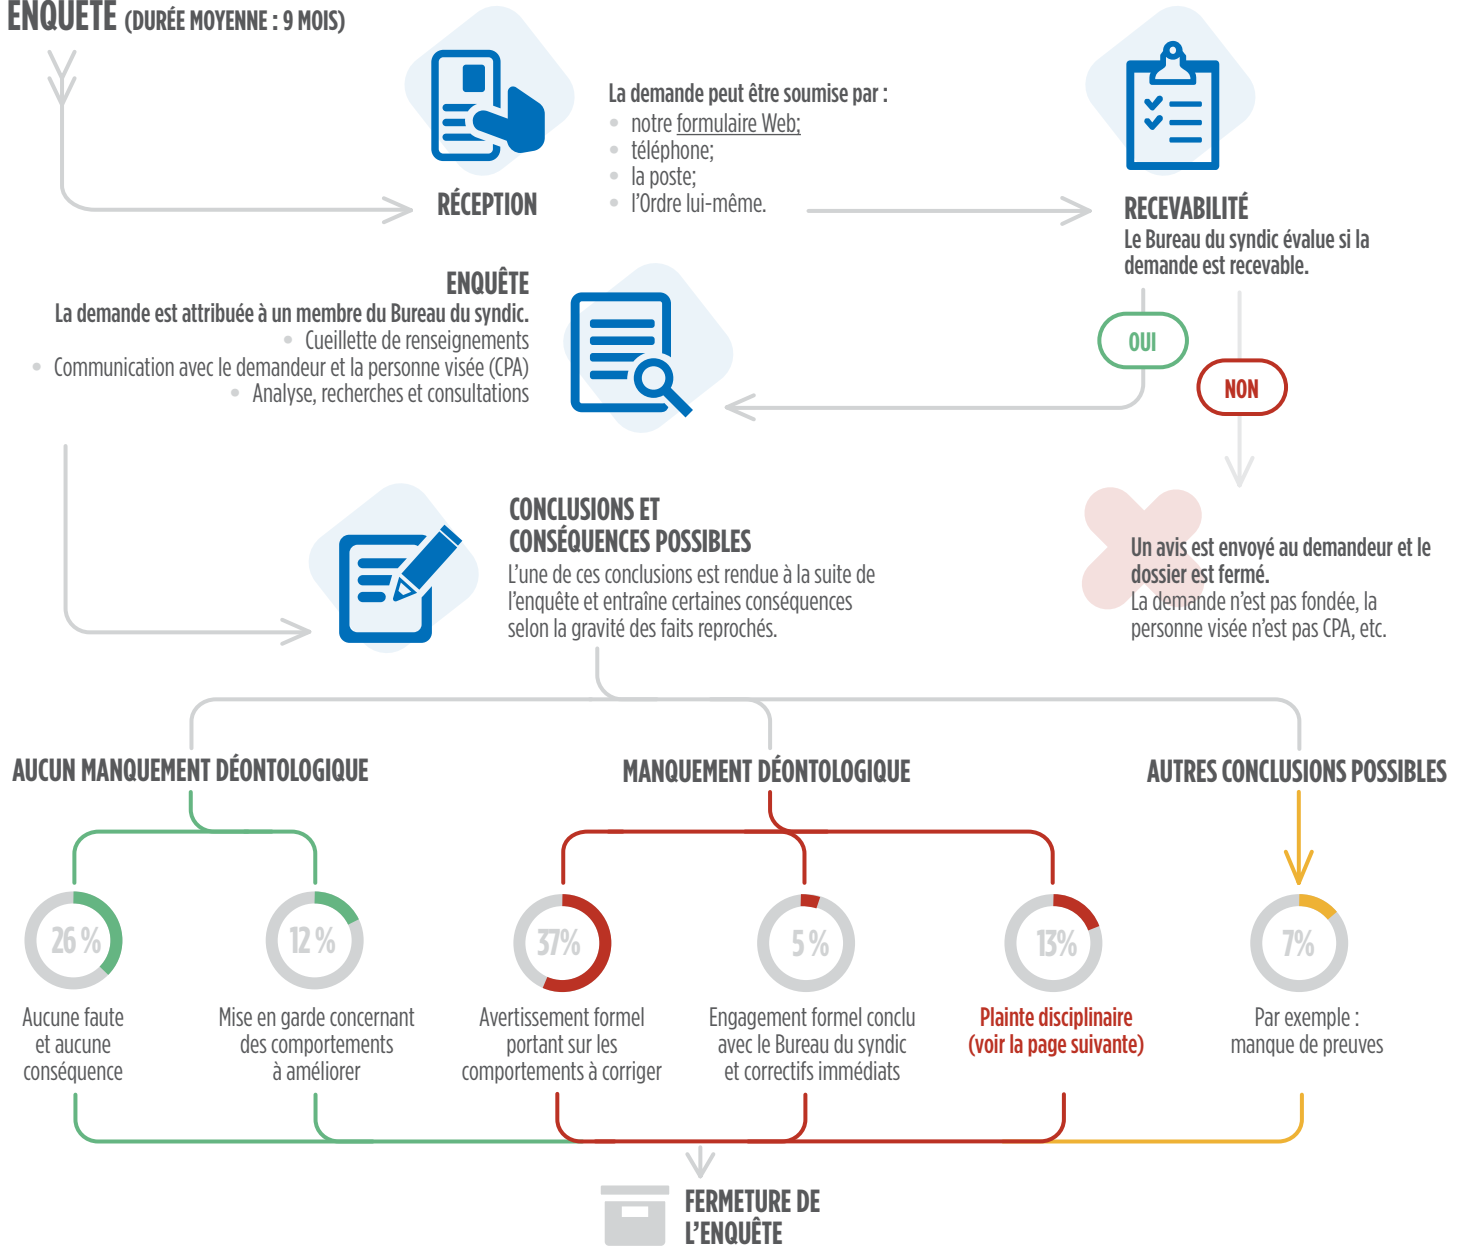 ENQUÊTE (DURÉE MOYENNE : 9 MOIS)
RÉCEPTION
La demande peut être soumise par :
• notre formulaire Web;
• téléphone;
• la poste;
• l’Ordre lui-même.
RECEVABILITÉ
Le Bureau du syndic évalue si la
demande est recevable.
OUI
NON
ENQUÊTE
La demande est attribuée à un membre du Bureau du syndic.
• Cueillette de renseignements
• Communication avec le demandeur et la personne visée (CPA)
• Analyse, recherches et consultations
Un avis est envoyé au demandeur et le
dossier est fermé.
La demande n’est pas fondée, la
personne visée n’est pas CPA, etc.
CONCLUSIONS ET
CONSÉQUENCES POSSIBLES
L’une de ces conclusions est rendue à la suite de
l’enquête et entraîne certaines conséquences
selon la gravité des faits reprochés.
AUCUN MANQUEMENT DÉONTOLOGIQUE
26 %
Aucune faute
et aucune
conséquence
12 %
Mise en garde concernant
des comportements
à améliorer
MANQUEMENT DÉONTOLOGIQUE
37%
Avertissement formel
portant sur les
comportements à corriger
5 %
Engagement formel conclu
avec le Bureau du syndic
et correctifs immédiats
13%
Plainte disciplinaire
(voir la page suivante)
AUTRES CONCLUSIONS POSSIBLES
7%
Par exemple :
manque de preuves
FERMETURE DE
L’ENQUÊTE